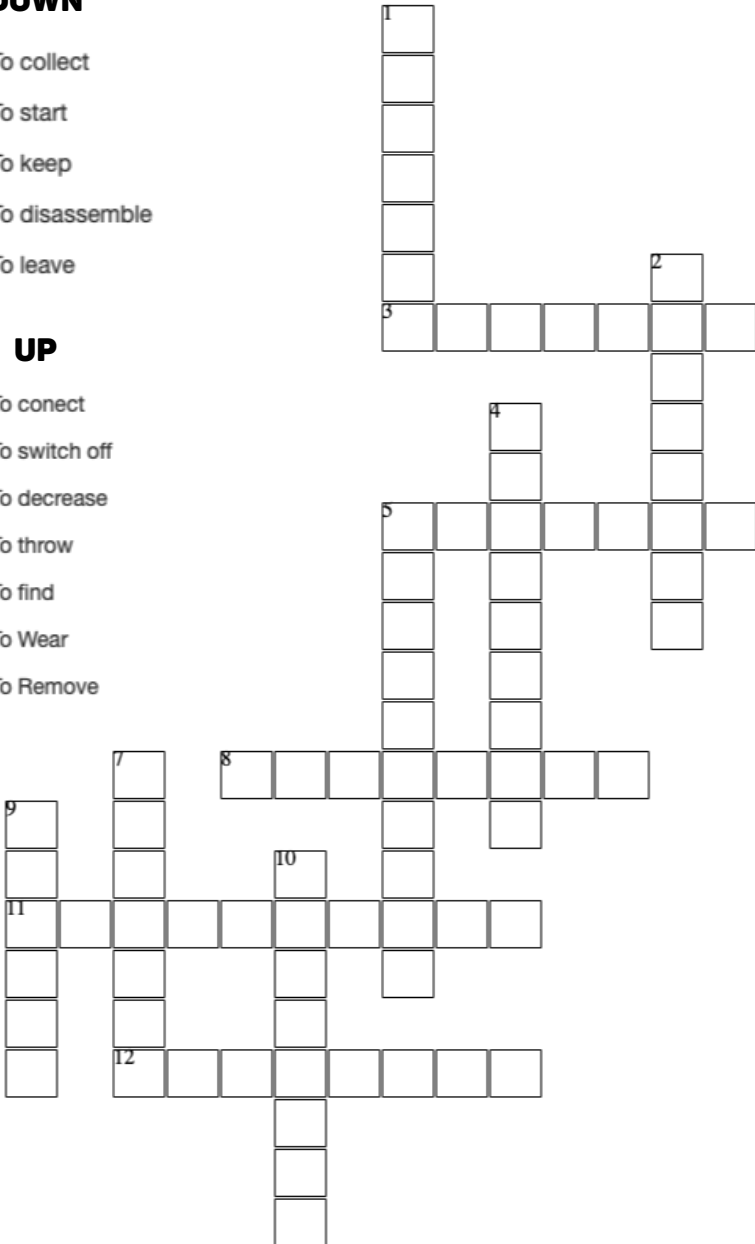 DOWN
To collect
To start
To keep
To disassemble
To leave
UP
To conect
To switch off
To decrease
To throw
To find
To Wear
To Remove
1
2
3
4
5
7
8
9
10
11
12